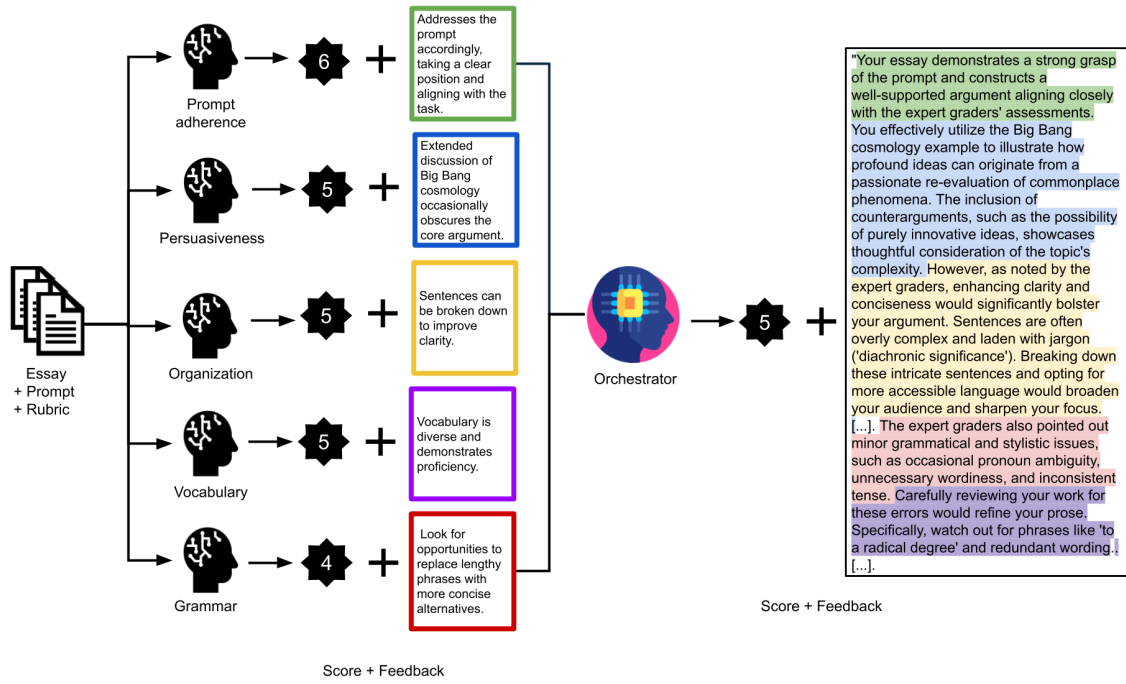 Essay
+ Prompt
+ Rubric
Prompt
adherence
6
Addresses the
prompt
accordingly,
taking a clear
position and
aligning with the
task.
Persuasiveness
5
Extended
discussion of
Big Bang
cosmology
occasionally
obscures the
core argument.
Organization
5
Sentences can
be broken down
to improve
clarity.
Vocabulary
5
Vocabulary is
diverse and
demonstrates
proficiency.
Grammar
4
Look for
opportunities to
replace lengthy
phrases with
more concise
alternatives.
Score + Feedback
Orchestrator
5
"Your essay demonstrates a strong grasp
of the prompt and constructs a
well-supported argument aligning closely
with the expert graders' assessments.
You effectively utilize the Big Bang
cosmology example to illustrate how
profound ideas can originate from a
passionate re-evaluation of commonplace
phenomena. The inclusion of
counterarguments, such as the possibility
of purely innovative ideas, showcases
thoughtful consideration of the topic's
complexity. However, as noted by the
expert graders, enhancing clarity and
conciseness would significantly bolster
your argument. Sentences are often
overly complex and laden with jargon
('diachronic significance'). Breaking down
these intricate sentences and opting for
more accessible language would broaden
your audience and sharpen your focus.
[...]. The expert graders also pointed out
minor grammatical and stylistic issues,
such as occasional pronoun ambiguity,
unnecessary wordiness, and inconsistent
tense. Carefully reviewing your work for
these errors would refine your prose.
Specifically, watch out for phrases like 'to
a radical degree' and redundant wording..
[...].
Score + Feedback